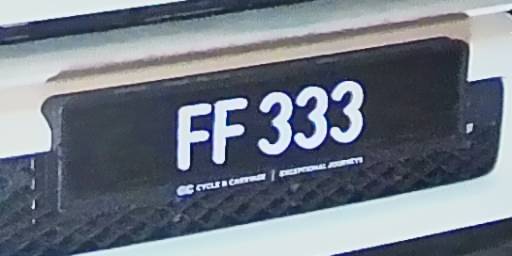 FF 333
CYCLE & CARRIAGE | EXCEPTIONAL JOURNEYS